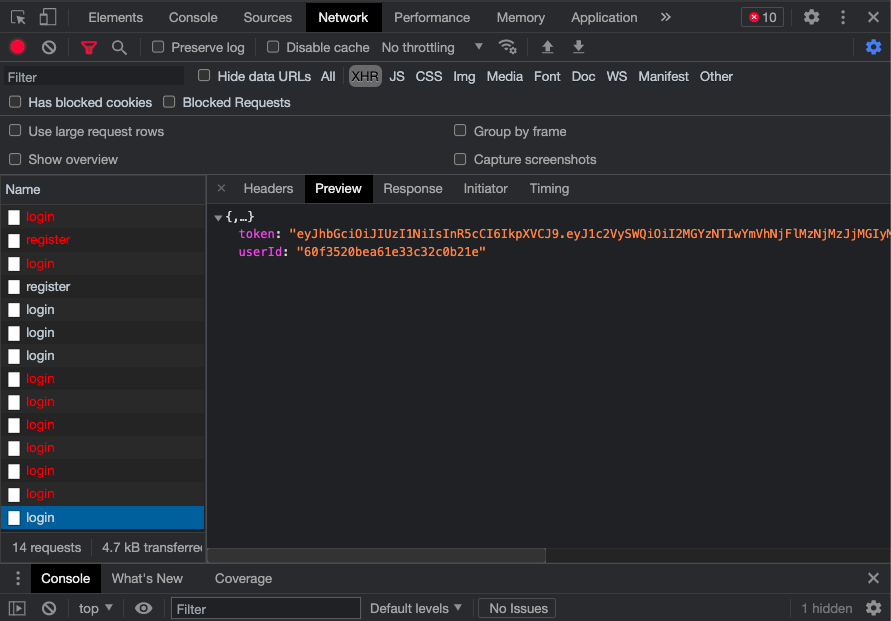 Elements Console Sources Network Performance Memory Application » 10
Preserve log Disable cache No throttling
Filter Hide data URLs All XHR JS CSS Img Media Font Doc WS Manifest Other
Has blocked cookies Blocked Requests
Use large request rows Group by frame
Show overview Capture screenshots
Name
login
register
login
register
login
login
login
login
login
login
login
login
login
login
14 requests 4.7 kB transferred
Headers Preview Response Initiator Timing
{,…}
token: "eyJhbGciOiJIUzI1NiIsInR5cCI6IkpXVCJ9.eyJ1c2VySWQiOiI2MGYzNTIwYmVhNjFlMzNjMzJjMGIyM
userId: "60f3520bea61e33c32c0b21e"
Console What's New Coverage
top Filter Default levels No Issues 1 hidden